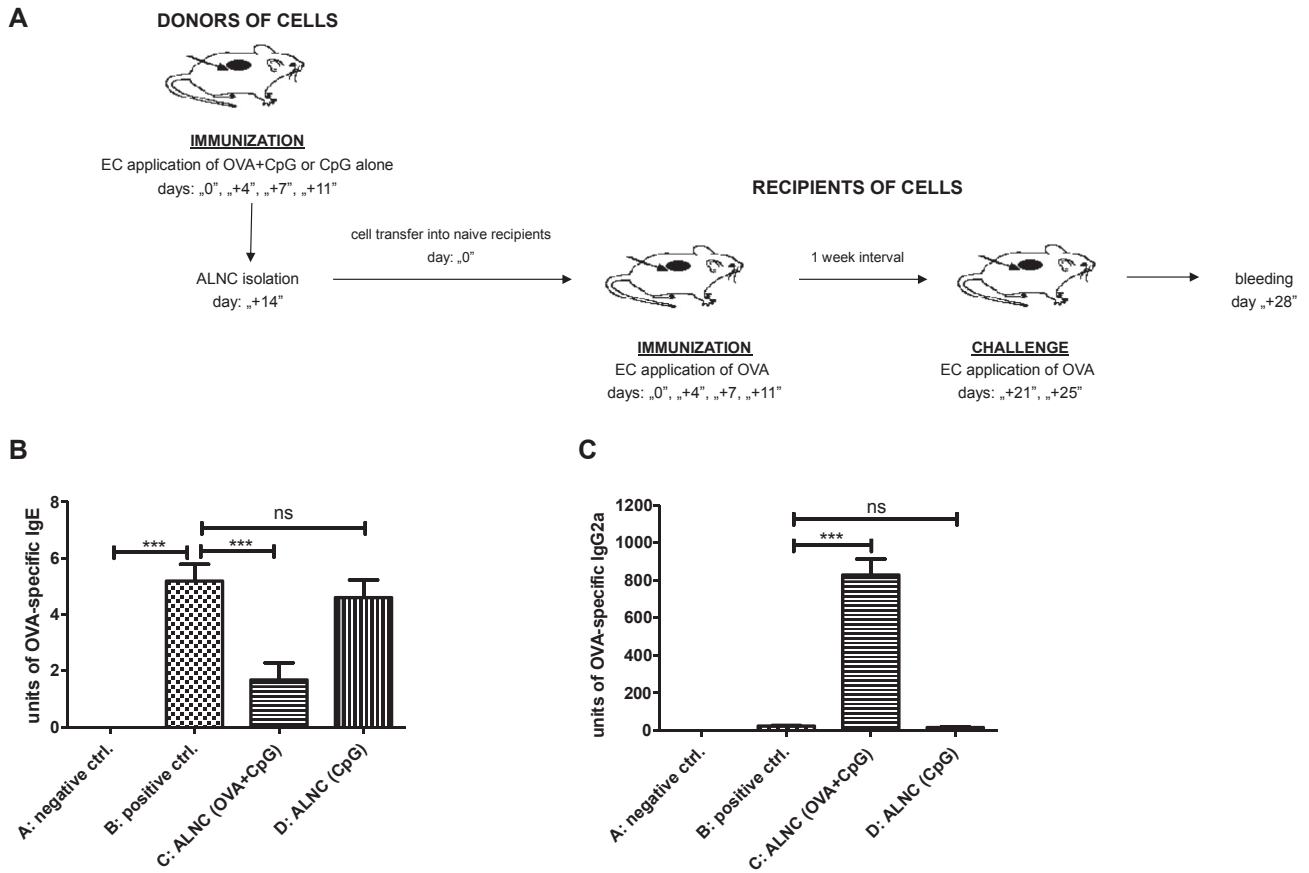 A
DONORS OF CELLS
IMMUNIZATION
EC application of OVA+CpG or CpG alone
days: „0”, „+4”, „+7”, „+11”
ALNC isolation
day: „+14”
cell transfer into naive recipients
day: „0”
RECIPIENTS OF CELLS
IMMUNIZATION
EC application of OVA
days: „0”, „+4”, „+7, „+11”
1 week interval
CHALLENGE
EC application of OVA
days: „+21”, „+25”
bleeding
day „+28”
B
units of OVA-specific IgE
8
6
4
2
0
ns
***
***
A: negative ctrl.
B: positive ctrl.
C: ALNC (OVA+CpG)
D: ALNC (CpG)
C
units of OVA-specific IgG2a
1200
1000
800
600
400
200
0
ns
***
A: negative ctrl.
B: positive ctrl.
C: ALNC (OVA+CpG)
D: ALNC (CpG)